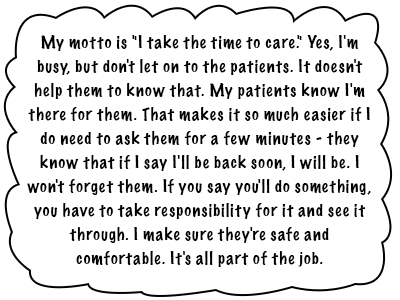 My motto is "I take the time to care." Yes, I'm
busy, but don't let on to the patients. It doesn't
help them to know that. My patients know I'm
there for them. That makes it so much easier if I
do need to ask them for a few minutes - they
know that if I say I'll be back soon, I will be. I
won't forget them. If you say you'll do something,
you have to take responsibility for it and see it
through. I make sure they're safe and
comfortable. It's all part of the job.